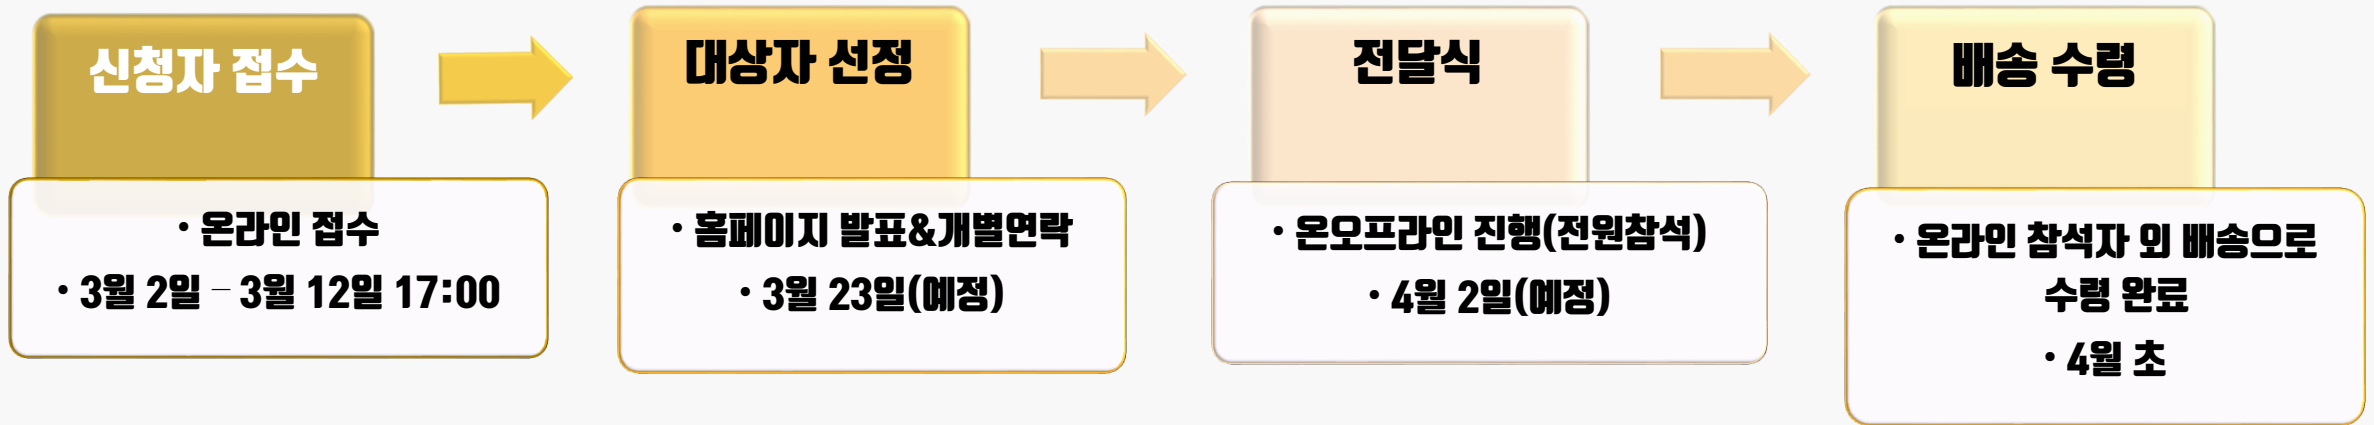 신청자 접수
• 온라인 접수
• 3월 2일 – 3월 12일 17:00
대상자 선정
• 홈페이지 발표&개별연락
• 3월 23일(예정)
전달식
• 온오프라인 진행(전원참석)
• 4월 2일(예정)
배송 수령
• 온라인 참석자 외 배송으로
수령 완료
• 4월 초